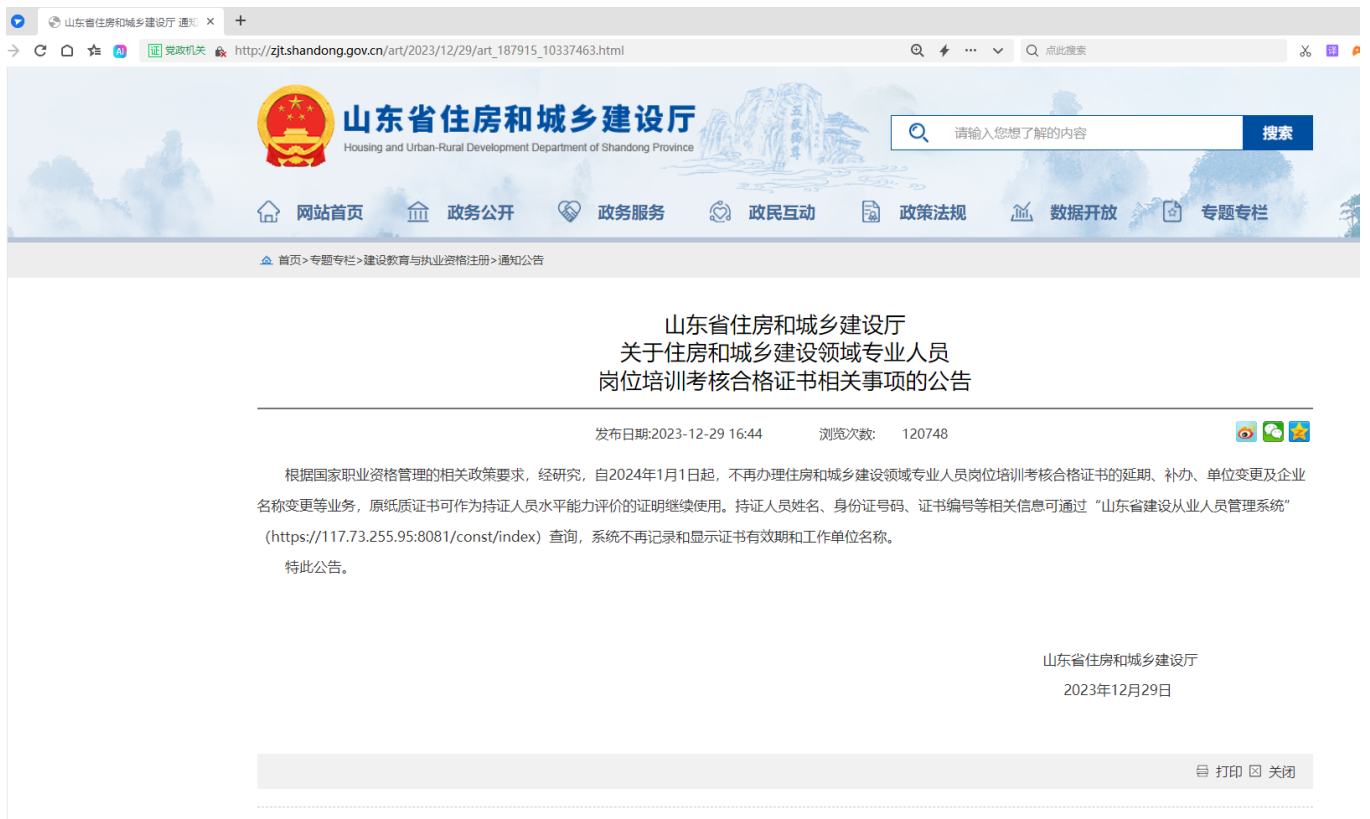 山东省住房和城乡建设厅 通知
党政机关 http://zjt.shandong.gov.cn/art/2023/12/29/art_187915_10337463.html 点此搜索
山东省住房和城乡建设厅
Housing and Urban-Rural Development Department of Shandong Province
请输入您想了解的内容 搜索
网站首页 政务公开 政务服务 政民互动 政策法规 数据开放 专题专栏
首页>专题专栏>建设教育与执业资格注册>通知公告
山东省住房和城乡建设厅
关于住房和城乡建设领域专业人员
岗位培训考核合格证书相关事项的公告
发布日期:2023-12-29 16:44 浏览次数: 120748
根据国家职业资格管理的相关政策要求，经研究，自2024年1月1日起，不再办理住房和城乡建设领域专业人员岗位培训考核合格证书的延期、补办、单位变更及企业
名称变更等业务，原纸质证书可作为持证人员水平能力评价的证明继续使用。持证人员姓名、身份证号码、证书编号等相关信息可通过“山东省建设从业人员管理系统”
（https://117.73.255.95:8081/const/index）查询，系统不再记录和显示证书有效期和工作单位名称。
特此公告。
山东省住房和城乡建设厅
2023年12月29日
打印 关闭